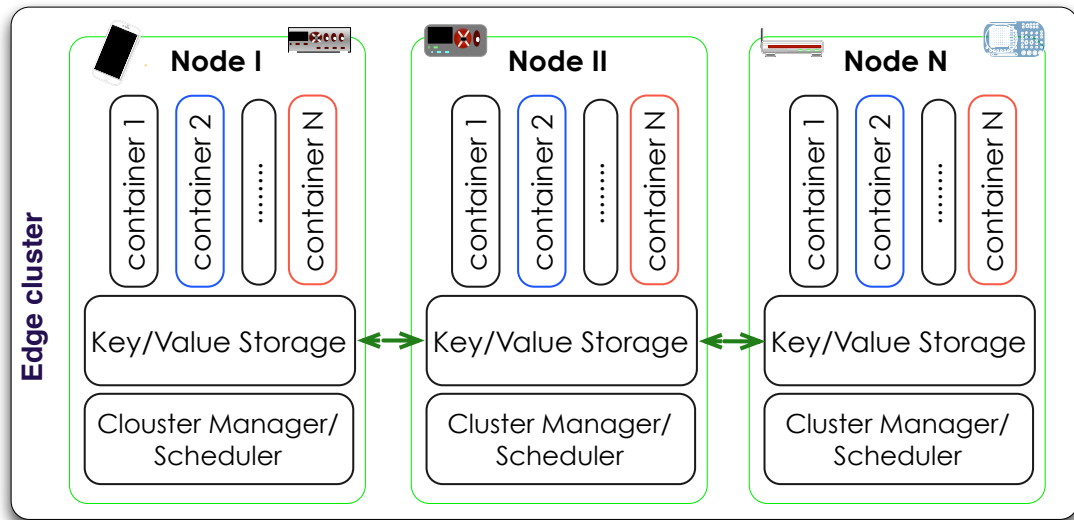 Edge cluster
Node I
container 1
container 2
........
container N
Key/Value Storage
Clouster Manager/
Scheduler
Node II
container 1
container 2
........
container N
Key/Value Storage
Cluster Manager/
Scheduler
Node N
container 1
container 2
........
container N
Key/Value Storage
Cluster Manager/
Scheduler